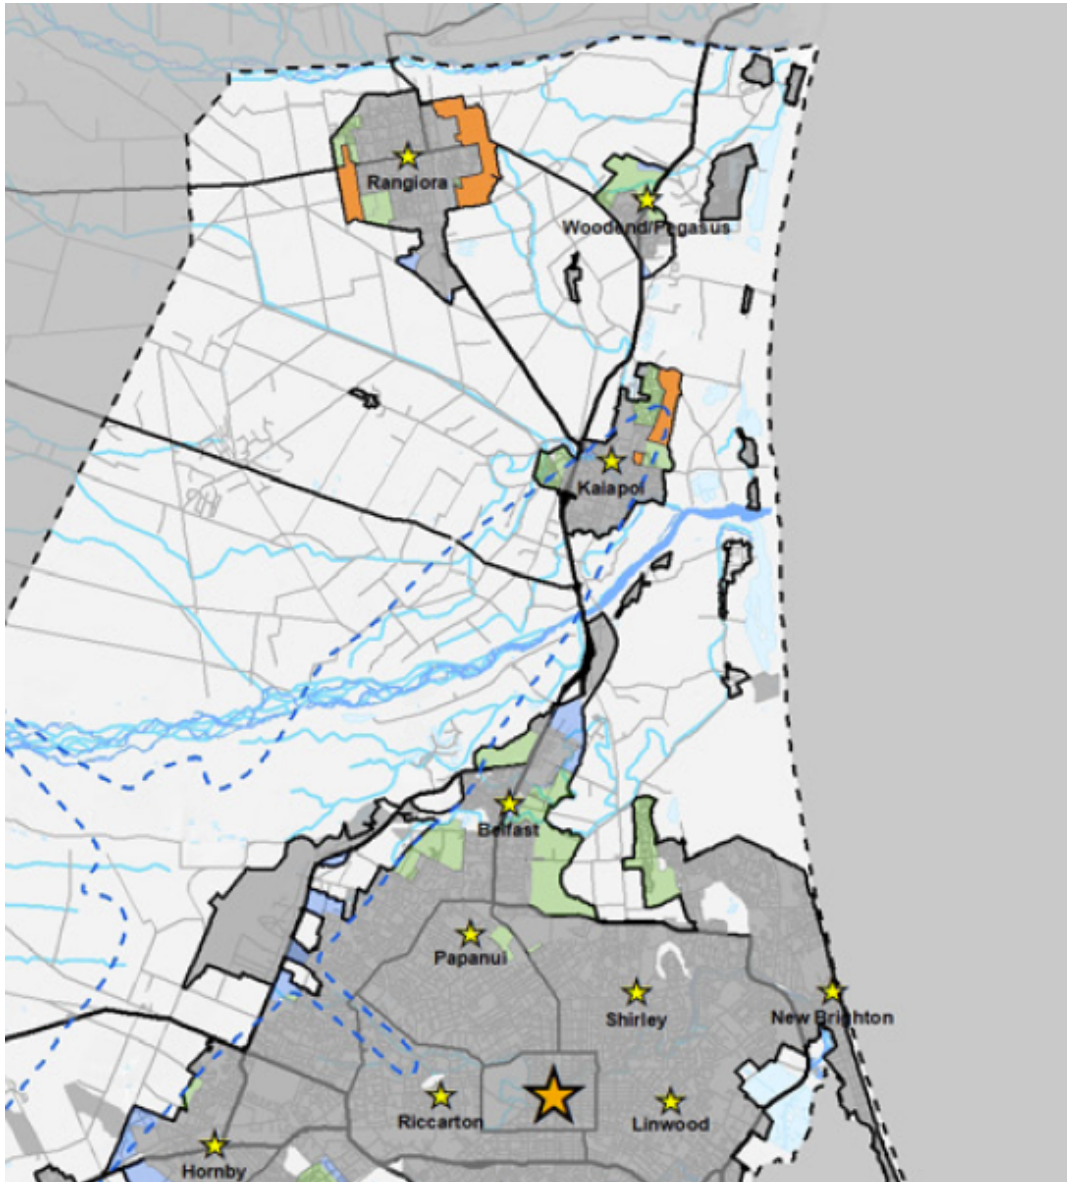 Rangiora
Woodend/Pegasus
Kaiapoi
Belfast
Papanui
Shirley
New Brighton
Riccarton
Linwood
Hornby